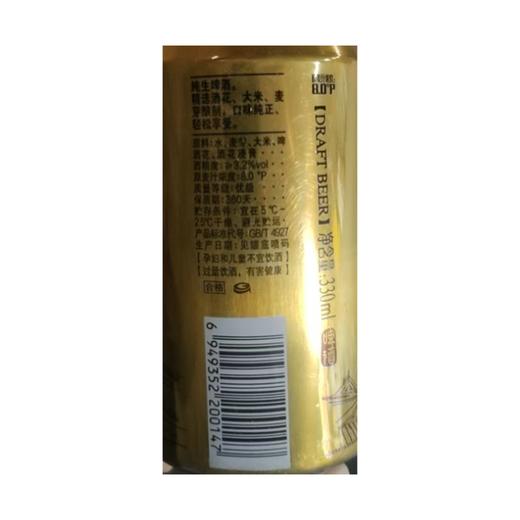 纯生啤酒。
精选酒花、大米、麦
芽酿制，口味纯正、
轻松享受。
原料：水、麦芽、大米、啤
酒花、酒花浸膏
酒精度：≥3.2%vol
原麦汁浓度：8.0 °P
质量等级：优级
保质期：360天
贮存条件：宜在5℃-
25℃干燥、避光贮运
产品标准代号：GB/T 4927
生产日期：见罐底喷码
【孕妇和儿童不宜饮酒】
【过量饮酒，有害健康】
合格
6 949352 200147
8.0°P
【DRAFT BEER】
净含量：330ml